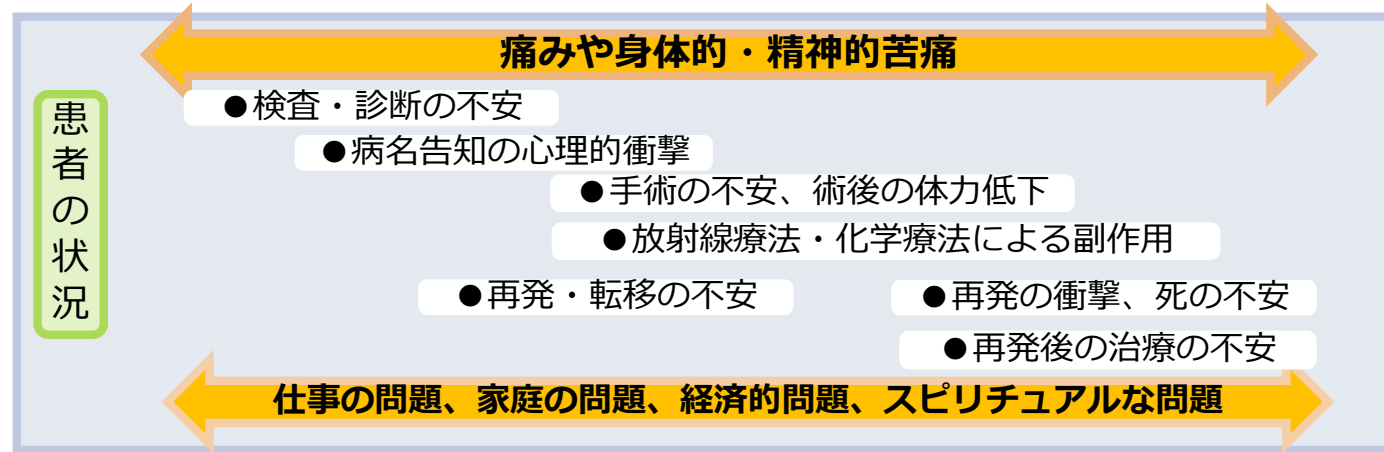 痛みや身体的・精神的苦痛
患者の状況
●検査・診断の不安
●病名告知の心理的衝撃
●手術の不安、術後の体力低下
●放射線療法・化学療法による副作用
●再発・転移の不安
●再発の衝撃、死の不安
●再発後の治療の不安
仕事の問題、家庭の問題、経済的問題、スピリチュアルな問題